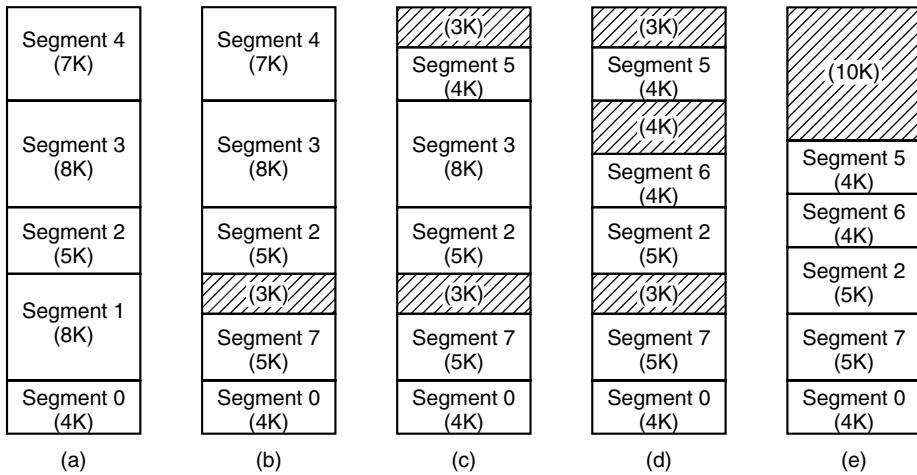 Segment 4
(7K)
Segment 3
(8K)
Segment 2
(5K)
Segment 1
(8K)
Segment 0
(4K)
(a)
Segment 4
(7K)
Segment 3
(8K)
Segment 2
(5K)
(3K)
Segment 7
(5K)
Segment 0
(4K)
(b)
(3K)
Segment 5
(4K)
Segment 3
(8K)
Segment 2
(5K)
(3K)
Segment 7
(5K)
Segment 0
(4K)
(c)
(3K)
Segment 5
(4K)
(4K)
Segment 6
(4K)
Segment 2
(5K)
(3K)
Segment 7
(5K)
Segment 0
(4K)
(d)
(10K)
Segment 5
(4K)
Segment 6
(4K)
Segment 2
(5K)
Segment 7
(5K)
Segment 0
(4K)
(e)